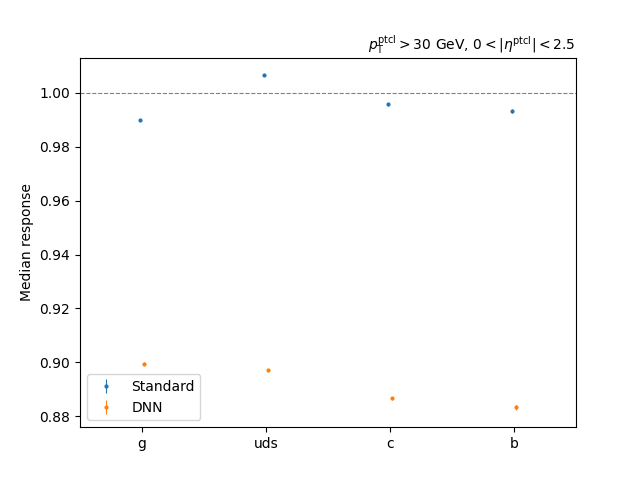 p_T^ptcl > 30 GeV, 0 < |η^ptcl| < 2.5
1.00
0.98
0.96
0.94
0.92
0.90
0.88
Median response
Standard
DNN
g uds c b